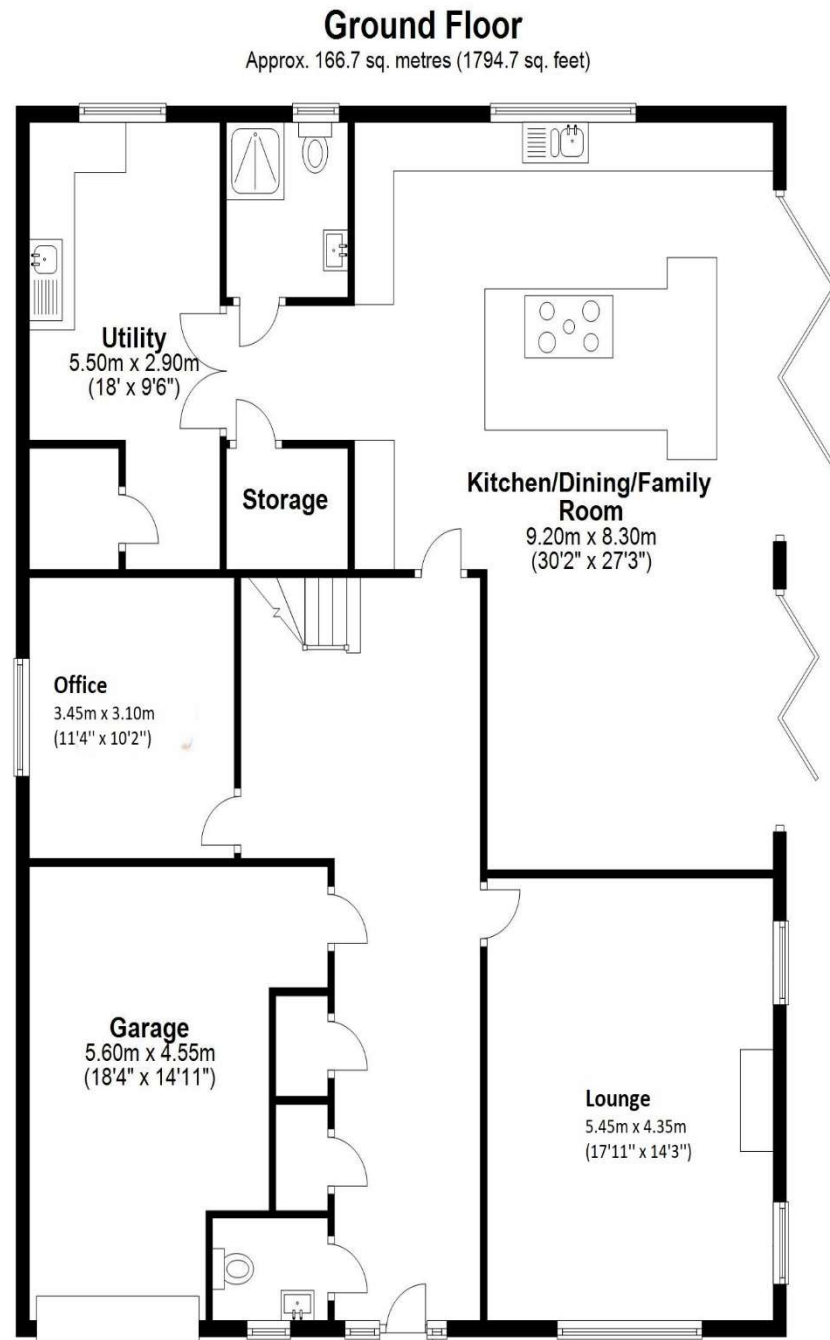 Ground Floor
Approx. 166.7 sq. metres (1794.7 sq. feet)
Utility
5.50m x 2.90m
(18' x 9'6")
Storage
Kitchen/Dining/Family
Room
9.20m x 8.30m
(30'2" x 27'3")
Office
3.45m x 3.10m
(11'4'' x 10'2'')
Garage
5.60m x 4.55m
(18'4" x 14'11")
Lounge
5.45m x 4.35m
(17'11'' x 14'3'')